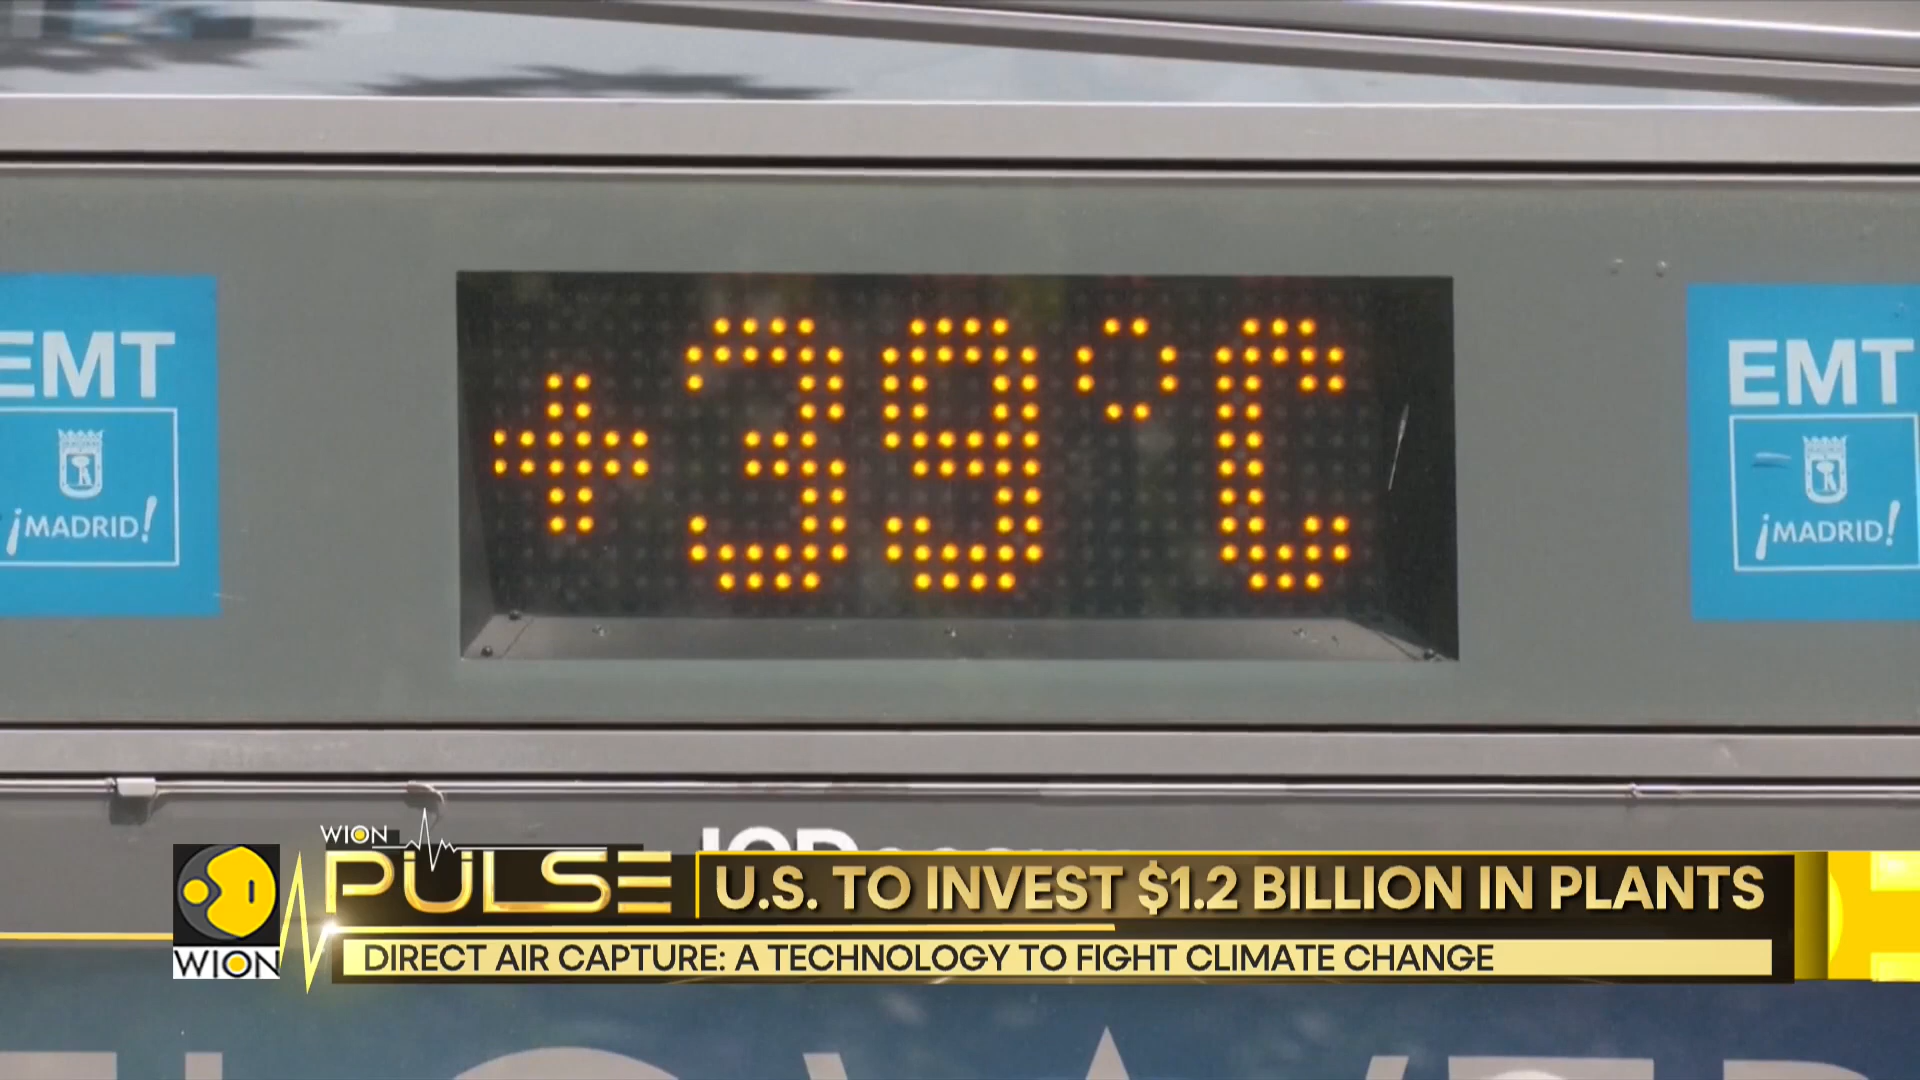 EMT
¡MADRID!
+39°C
EMT
¡MADRID!
WION
PULSE
U.S. TO INVEST $1.2 BILLION IN PLANTS
WION
DIRECT AIR CAPTURE: A TECHNOLOGY TO FIGHT CLIMATE CHANGE